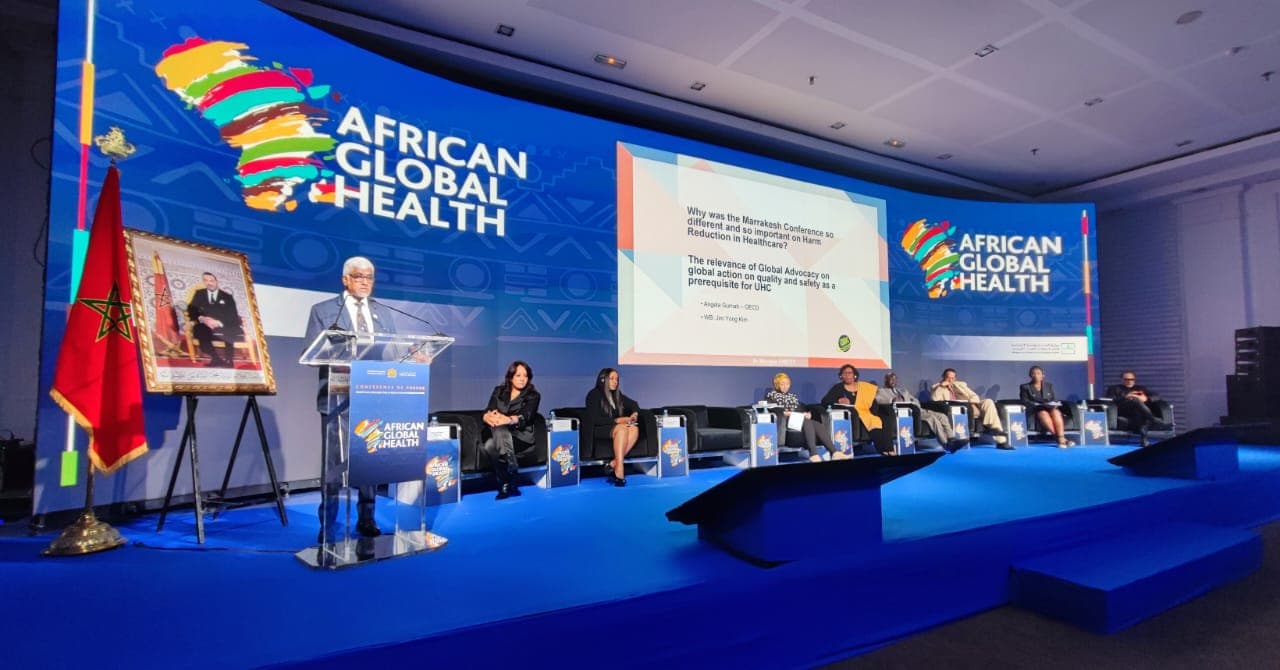 AFRICAN
GLOBAL
HEALTH
Why was the Marrakesh Conference so
different and so important on Harm
Reduction in Healthcare?
The relevance of Global Advocacy on
global action on quality and safety as a
prerequisite for UHC
• Angela Gurriah – OECD
• WB: Jim Yong Kim
AFRICAN
GLOBAL
HEALTH
AFRICAN
GLOBAL
HEALTH